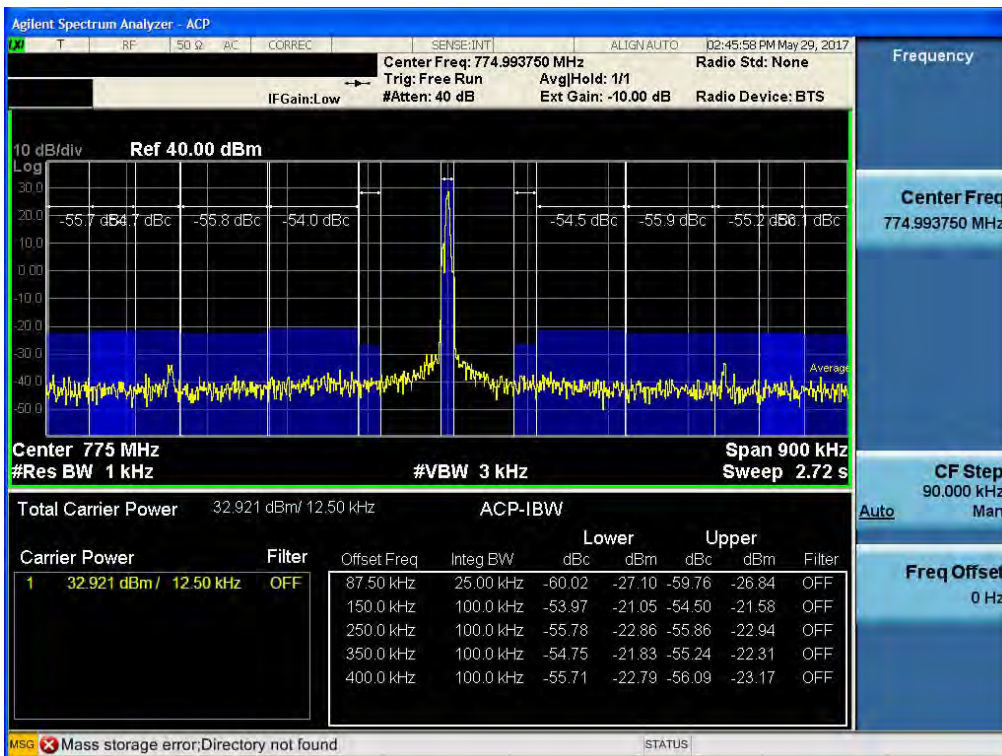 Agilent Spectrum Analyzer - ACP
LXI T RF 50 Ω AC CORREC SENSE:INT ALIGN AUTO 02:45:58 PM May 29, 2017
Center Freq: 774.993750 MHz Radio Std: None
Trig: Free Run Avg|Hold: 1/1
IFGain:Low #Atten: 40 dB Ext Gain: -10.00 dB Radio Device: BTS
10 dB/div Ref 40.00 dBm
Log
30.0
20.0 -55.7 dBc -54.7 dBc -55.8 dBc -54.0 dBc -54.5 dBc -55.9 dBc -55.2 dBc -56.1 dBc
10.0
0.00
-10.0
-20.0
-30.0
-40.0
-50.0
Average
Center 775 MHz Span 900 kHz
#Res BW 1 kHz #VBW 3 kHz Sweep 2.72 s
Total Carrier Power 32.921 dBm/ 12.50 kHz ACP-IBW
Lower Upper
Carrier Power Filter Offset Freq Integ BW dBc dBm dBc dBm Filter
1 32.921 dBm / 12.50 kHz OFF
87.50 kHz 25.00 kHz -60.02 -27.10 -59.76 -26.84 OFF
150.0 kHz 100.0 kHz -53.97 -21.05 -54.50 -21.58 OFF
250.0 kHz 100.0 kHz -55.78 -22.86 -55.86 -22.94 OFF
350.0 kHz 100.0 kHz -54.75 -21.83 -55.24 -22.31 OFF
400.0 kHz 100.0 kHz -55.71 -22.79 -56.09 -23.17 OFF
MSG Mass storage error;Directory not found STATUS
Frequency
Center Freq
774.993750 MHz
CF Step
90.000 kHz
Auto Man
Freq Offset
0 Hz